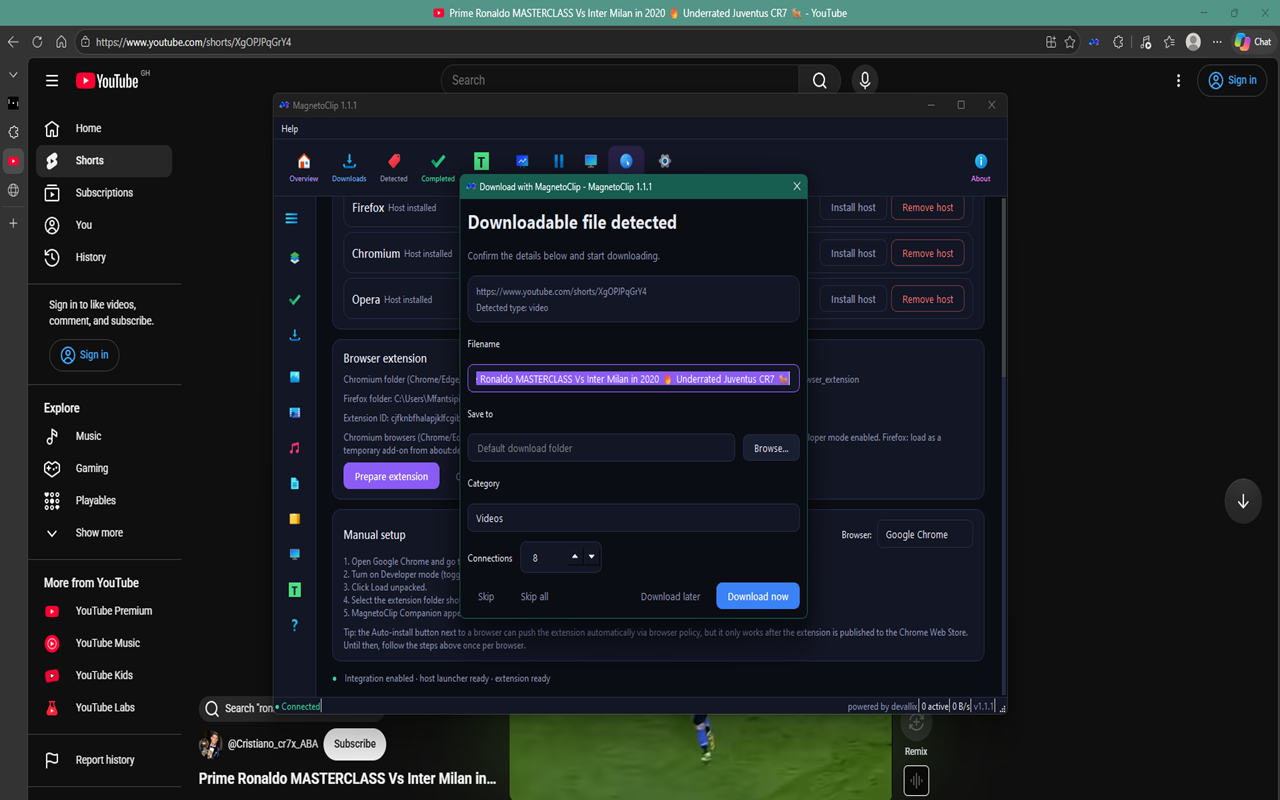 Prime Ronaldo MASTERCLASS Vs Inter Milan in 2020 🔥 Underrated Juventus CR7 🐐 - YouTube
https://www.youtube.com/shorts/XgOPJPqGrY4
Chat
YouTube GH
Search
Sign in
Home
Shorts
Subscriptions
You
History
Sign in to like videos,
comment, and subscribe.
Sign in
Explore
Music
Gaming
Playables
Show more
More from YouTube
YouTube Premium
YouTube Music
YouTube Kids
YouTube Labs
Report history
MagnetoClip 1.1.1
Help
Overview
Downloads
Detected
Completed
T
About
Firefox Host installed
Install host
Remove host
Chromium Host installed
Install host
Remove host
Opera Host installed
Install host
Remove host
Browser extension
Chromium folder (Chrome/Edge
wser_extension
Firefox folder: C:\Users\Mfantsip
Extension ID: cjfknbfhalapjklfcgib
Chromium browsers (Chrome/Ed
loper mode enabled. Firefox: load as a
temporary add-on from about:de
Prepare extension
Manual setup
Browser:
Google Chrome
1. Open Google Chrome and go t
2. Turn on Developer mode (togg
3. Click Load unpacked.
4. Select the extension folder sho
5. MagnetoClip Companion appe
Tip: the Auto-install button next to a browser can push the extension automatically via browser policy, but it only works after the extension is published to the Chrome Web Store.
Until then, follow the steps above once per browser.
Integration enabled · host launcher ready · extension ready
T
?
Connected
powered by devallix
0 active
0 B/s
v1.1.1
Download with MagnetoClip - MagnetoClip 1.1.1
Downloadable file detected
Confirm the details below and start downloading.
https://www.youtube.com/shorts/XgOPJPqGrY4
Detected type: video
Filename
Ronaldo MASTERCLASS Vs Inter Milan in 2020 🔥 Underrated Juventus CR7 🐐
Save to
Default download folder
Browse...
Category
Videos
Connections
8
Skip
Skip all
Download later
Download now
Search "ron
@Cristiano_cr7x_ABA
Subscribe
Prime Ronaldo MASTERCLASS Vs Inter Milan in...
Remix